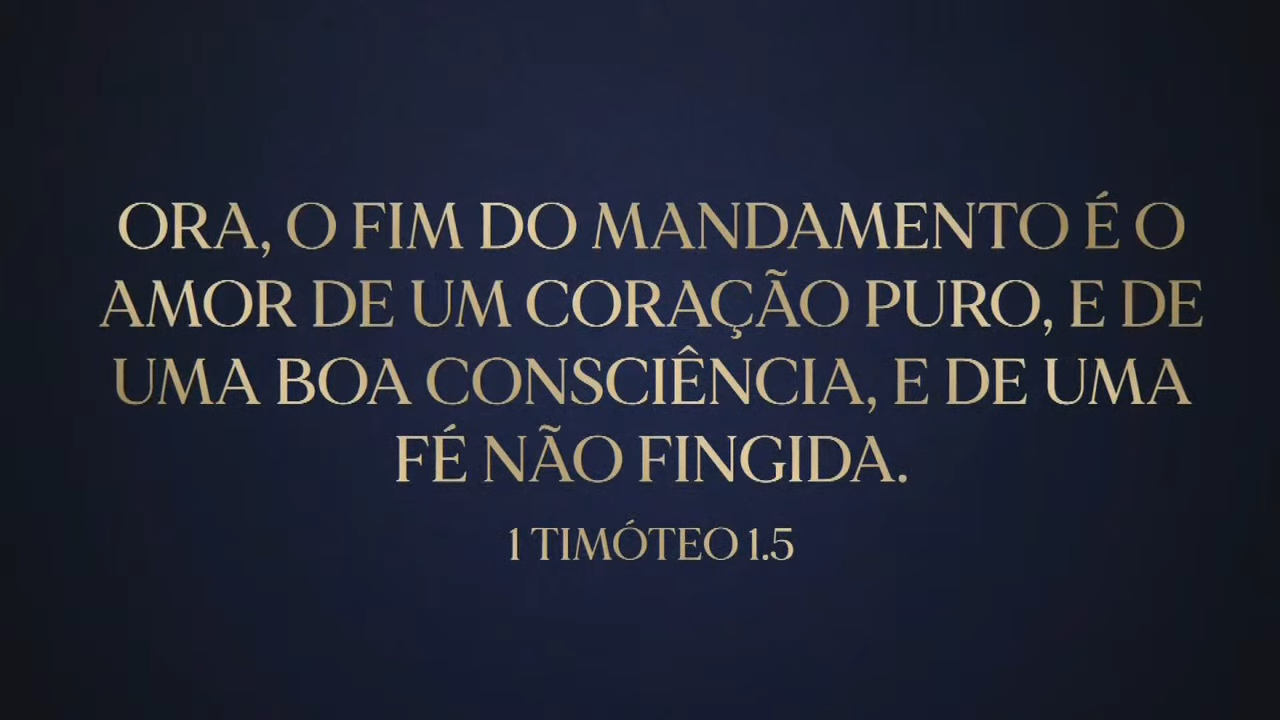 ORA, O FIM DO MANDAMENTO É O
AMOR DE UM CORAÇÃO PURO, E DE
UMA BOA CONSCIÊNCIA, E DE UMA
FÉ NÃO FINGIDA.
1 TIMÓTEO 1.5